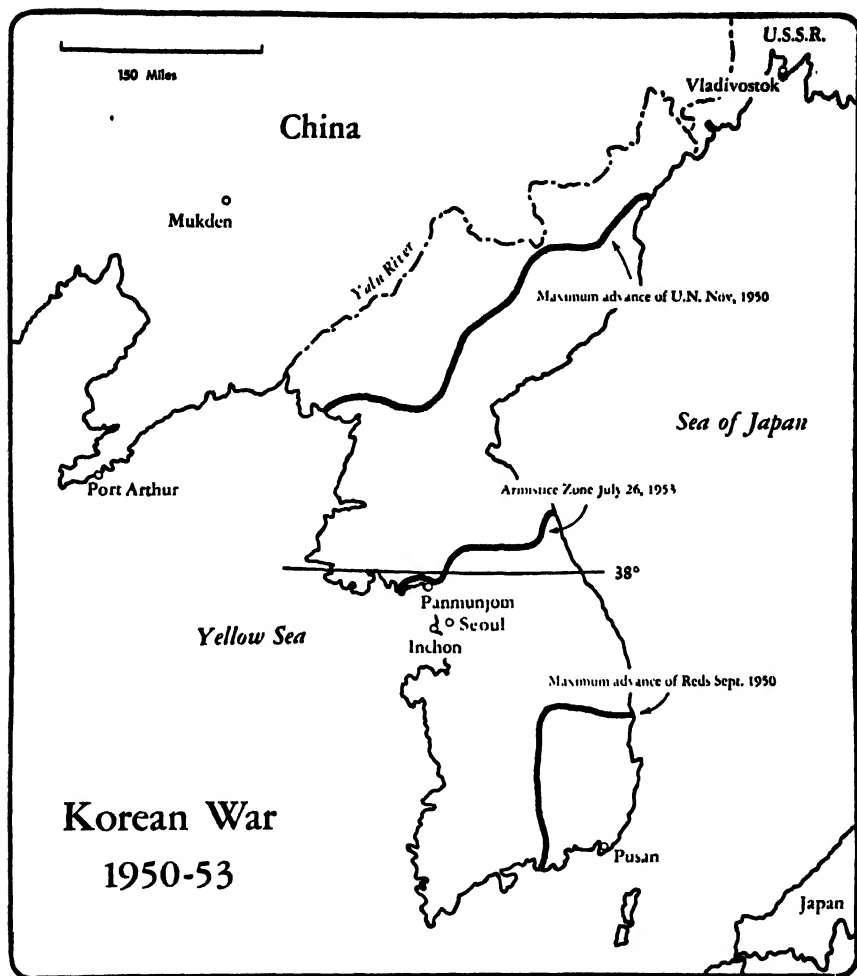 U.S.S.R.
150 Miles
Vladivostok
China
Mukden
Yalu River
Maximum advance of U.N. Nov, 1950
Sea of Japan
Port Arthur
Armistice Zone July 26, 1953
38°
Panmunjom
Seoul
Yellow Sea
Inchon
Maximum advance of Reds Sept. 1950
Korean War
1950-53
Pusan
Japan